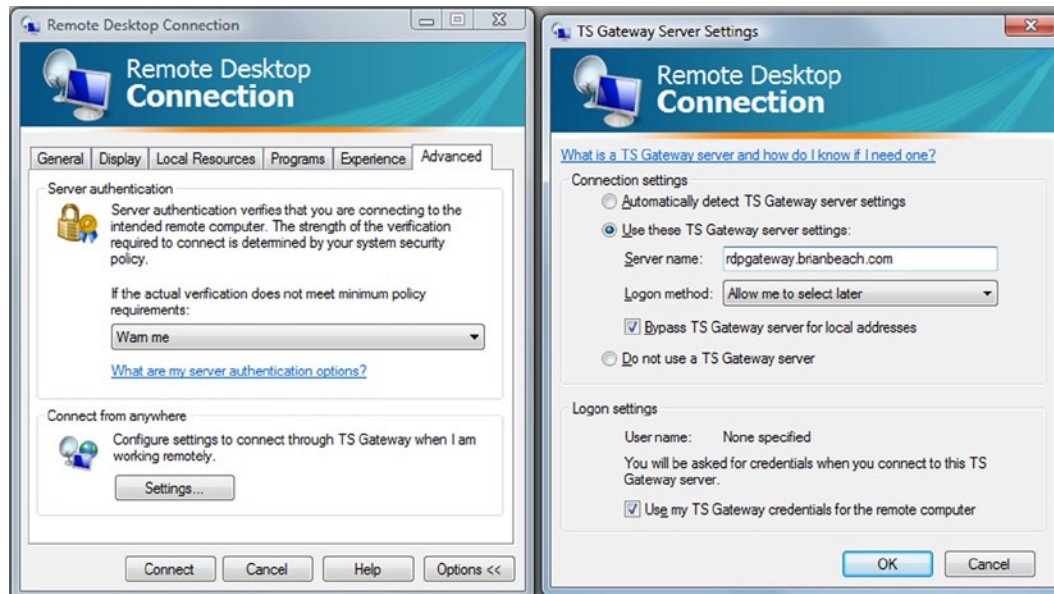 Remote Desktop Connection
Remote Desktop
Connection
General Display Local Resources Programs Experience Advanced
Server authentication
Server authentication verifies that you are connecting to the
intended remote computer. The strength of the verification
required to connect is determined by your system security
policy.
If the actual verification does not meet minimum policy
requirements:
Warn me
What are my server authentication options?
Connect from anywhere
Configure settings to connect through TS Gateway when I am
working remotely.
Settings...
Connect Cancel Help Options <<
TS Gateway Server Settings
Remote Desktop
Connection
What is a TS Gateway server and how do I know if I need one?
Connection settings
Automatically detect TS Gateway server settings
Use these TS Gateway server settings:
Server name: rdpgateway.brianbeach.com
Logon method: Allow me to select later
Bypass TS Gateway server for local addresses
Do not use a TS Gateway server
Logon settings
User name: None specified
You will be asked for credentials when you connect to this TS
Gateway server.
Use my TS Gateway credentials for the remote computer
OK Cancel